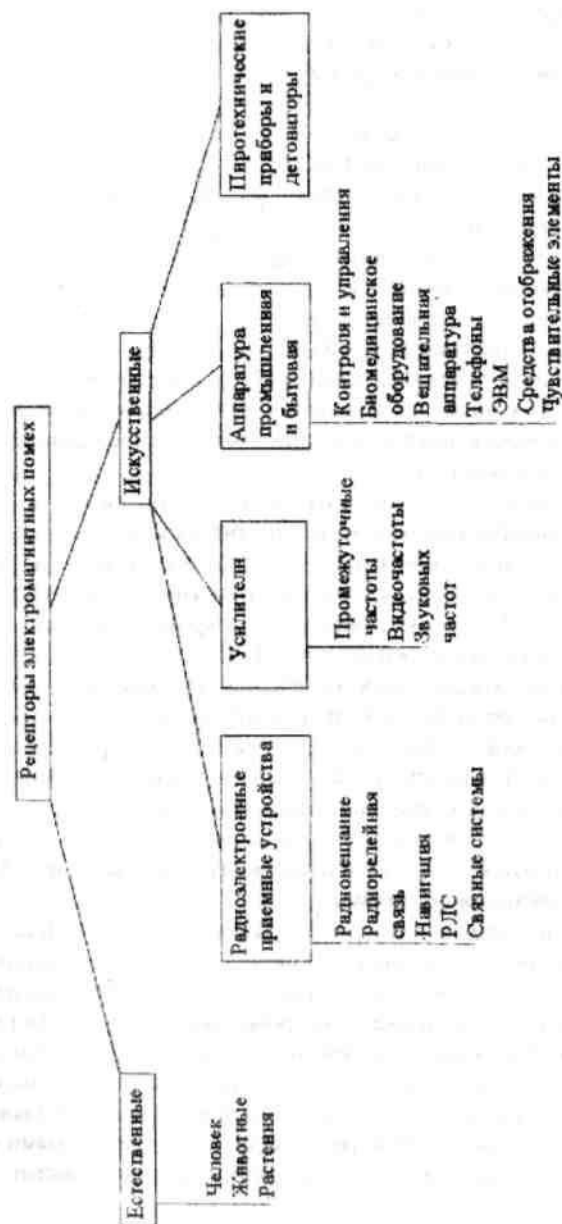 Рецепторы электромагнитных помех
Естественные
Человек
Животные
Растения
Искусственные
Радиоэлектронные
приемные устройства
Радиовещание
Радиорелейная
связь
Навигация
РЛС
Связные системы
Усилители
Промежуточные
частоты
Видеочастоты
Звуковых
частот
Аппаратура
промышленная
и бытовая
Контроля и управления
Биомедицинское
оборудование
Вещательная
аппаратура
Телефоны
ЭВМ
Средства отображения
Чувствительные элементы
Пиротехнические
приборы и
детонаторы